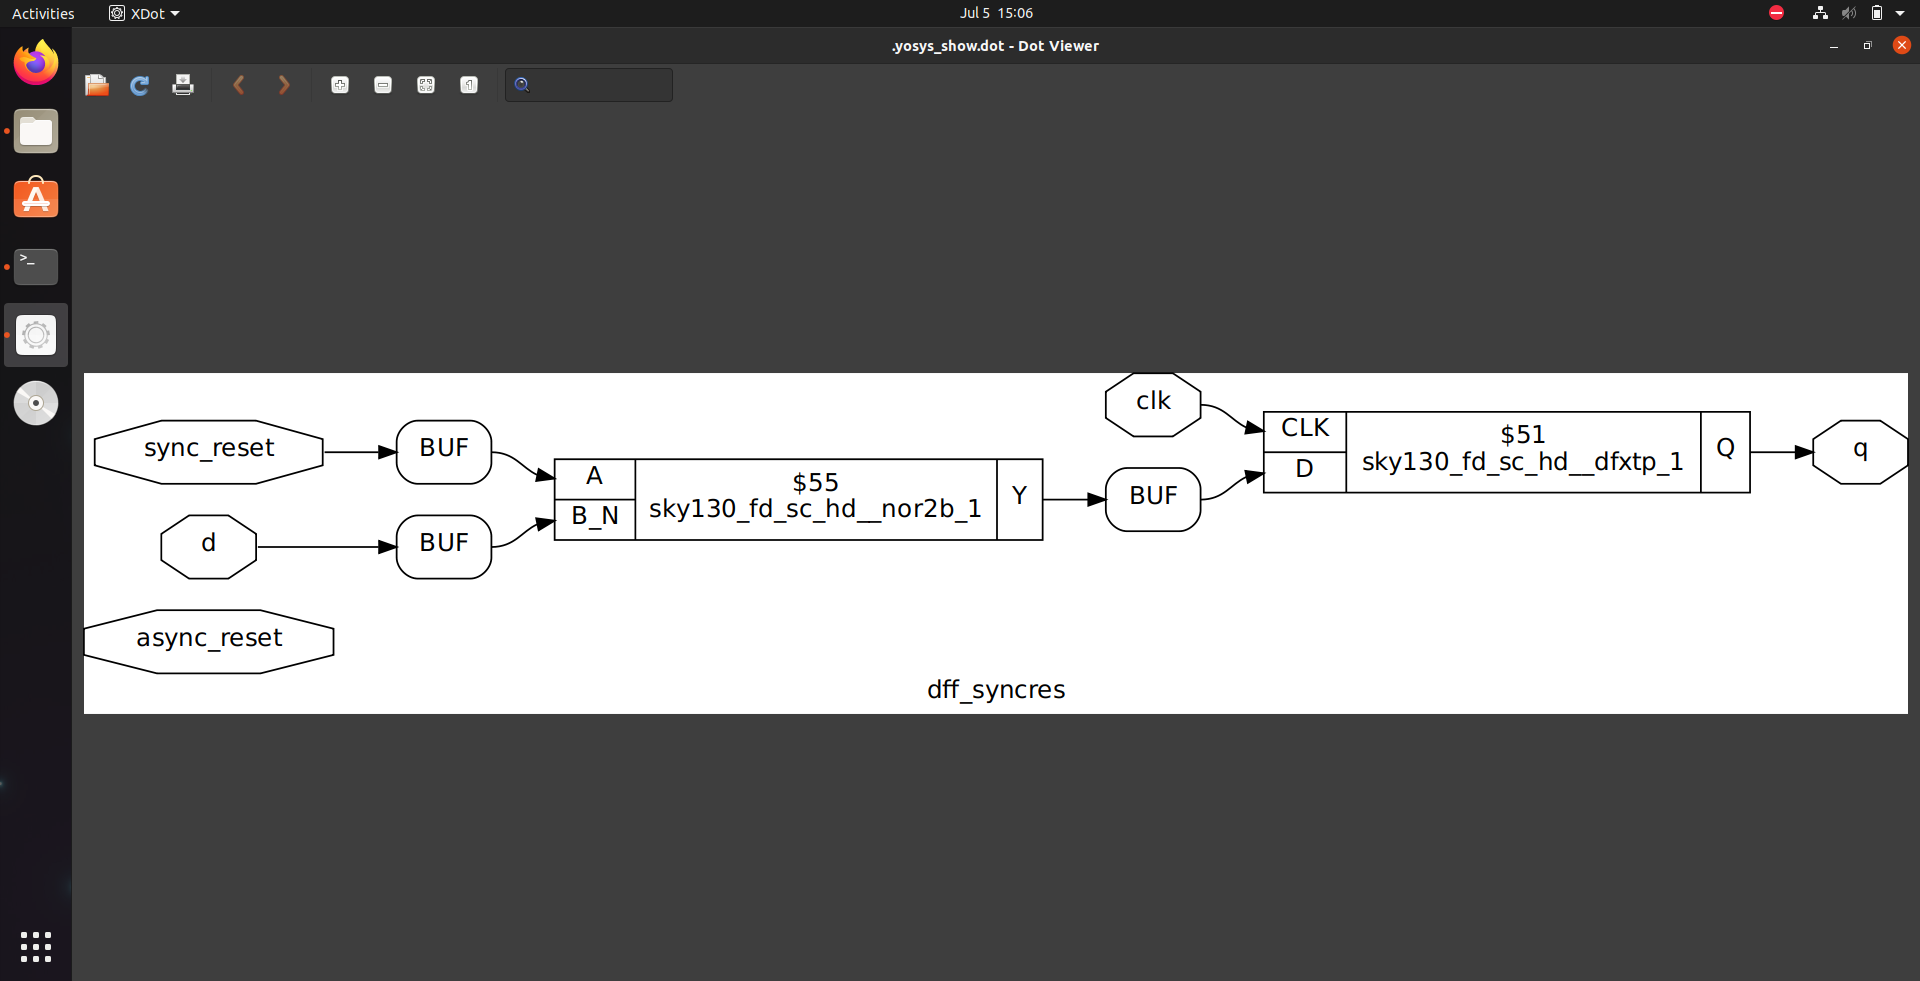 Activities
XDot
Jul 5 15:06
.yosys_show.dot - Dot Viewer
1
>_
clk
sync_reset
BUF
CLK
D
$51
sky130_fd_sc_hd__dfxtp_1
Q
q
A
B_N
$55
sky130_fd_sc_hd__nor2b_1
Y
BUF
d
BUF
async_reset
dff_syncres